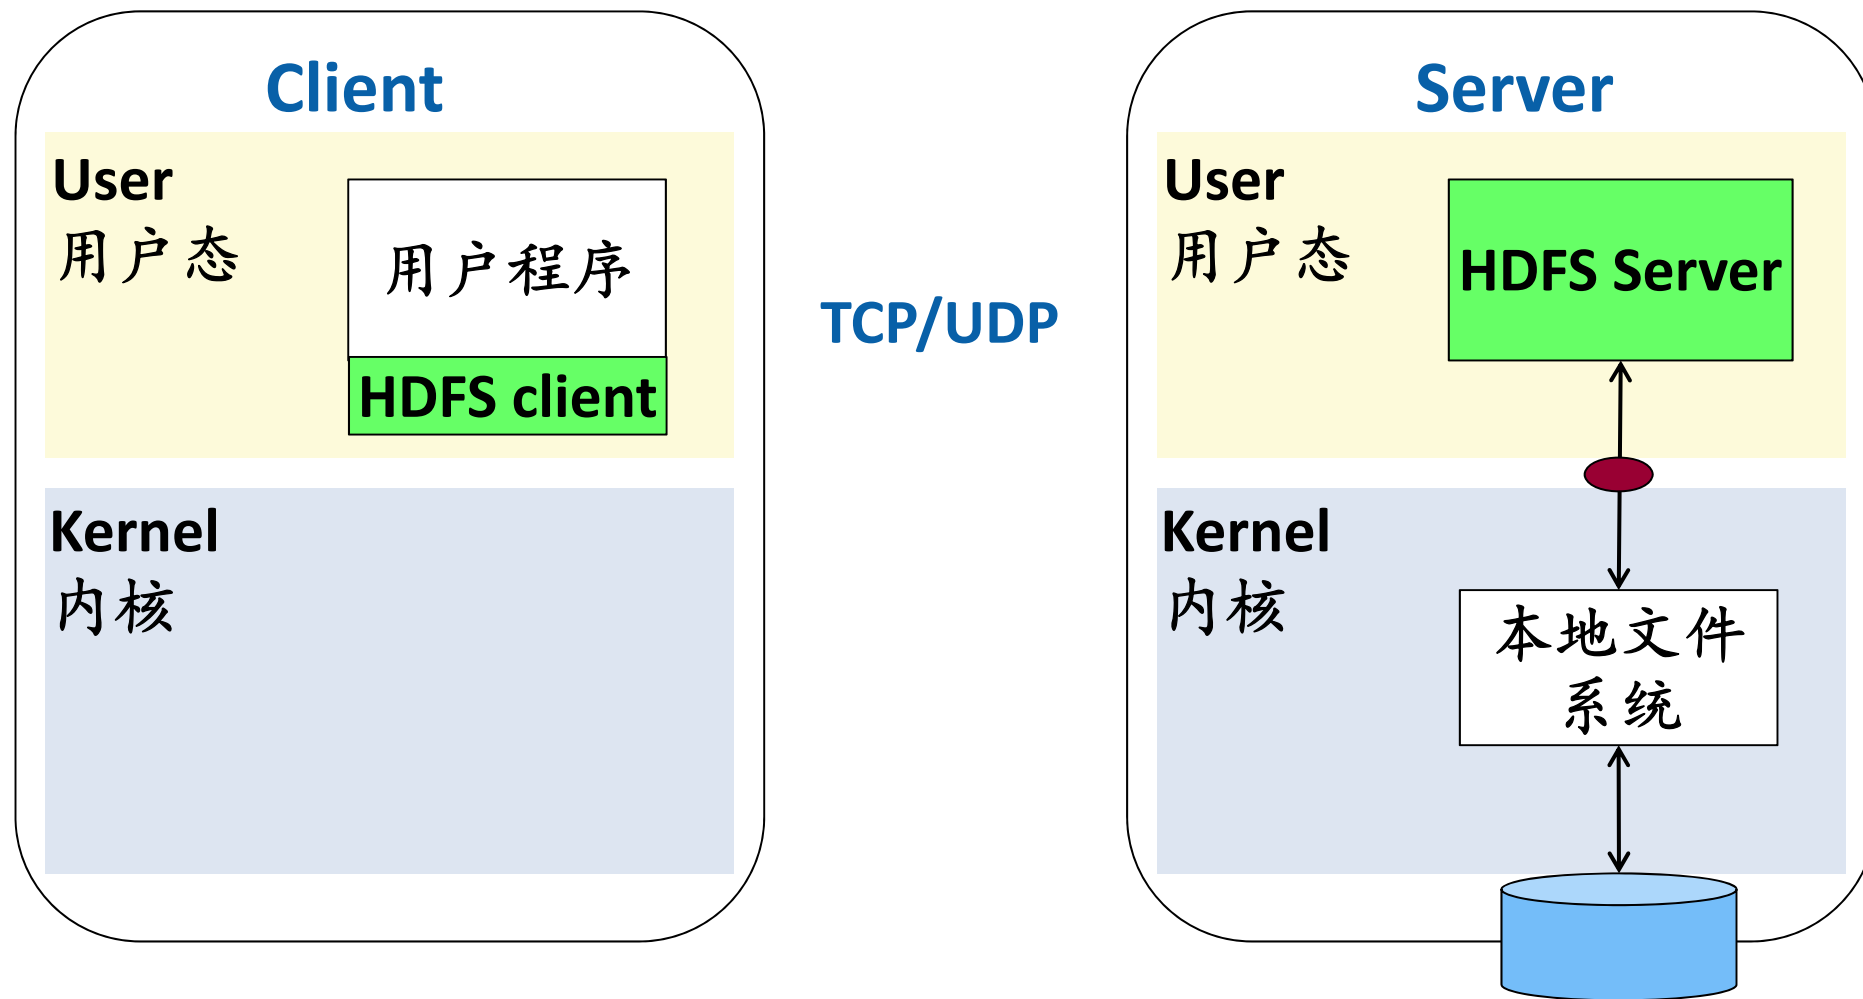 Client
User
用户态
用户程序
HDFS client
Kernel
内核
TCP/UDP
Server
User
用户态
HDFS Server
Kernel
内核
本地文件
系统